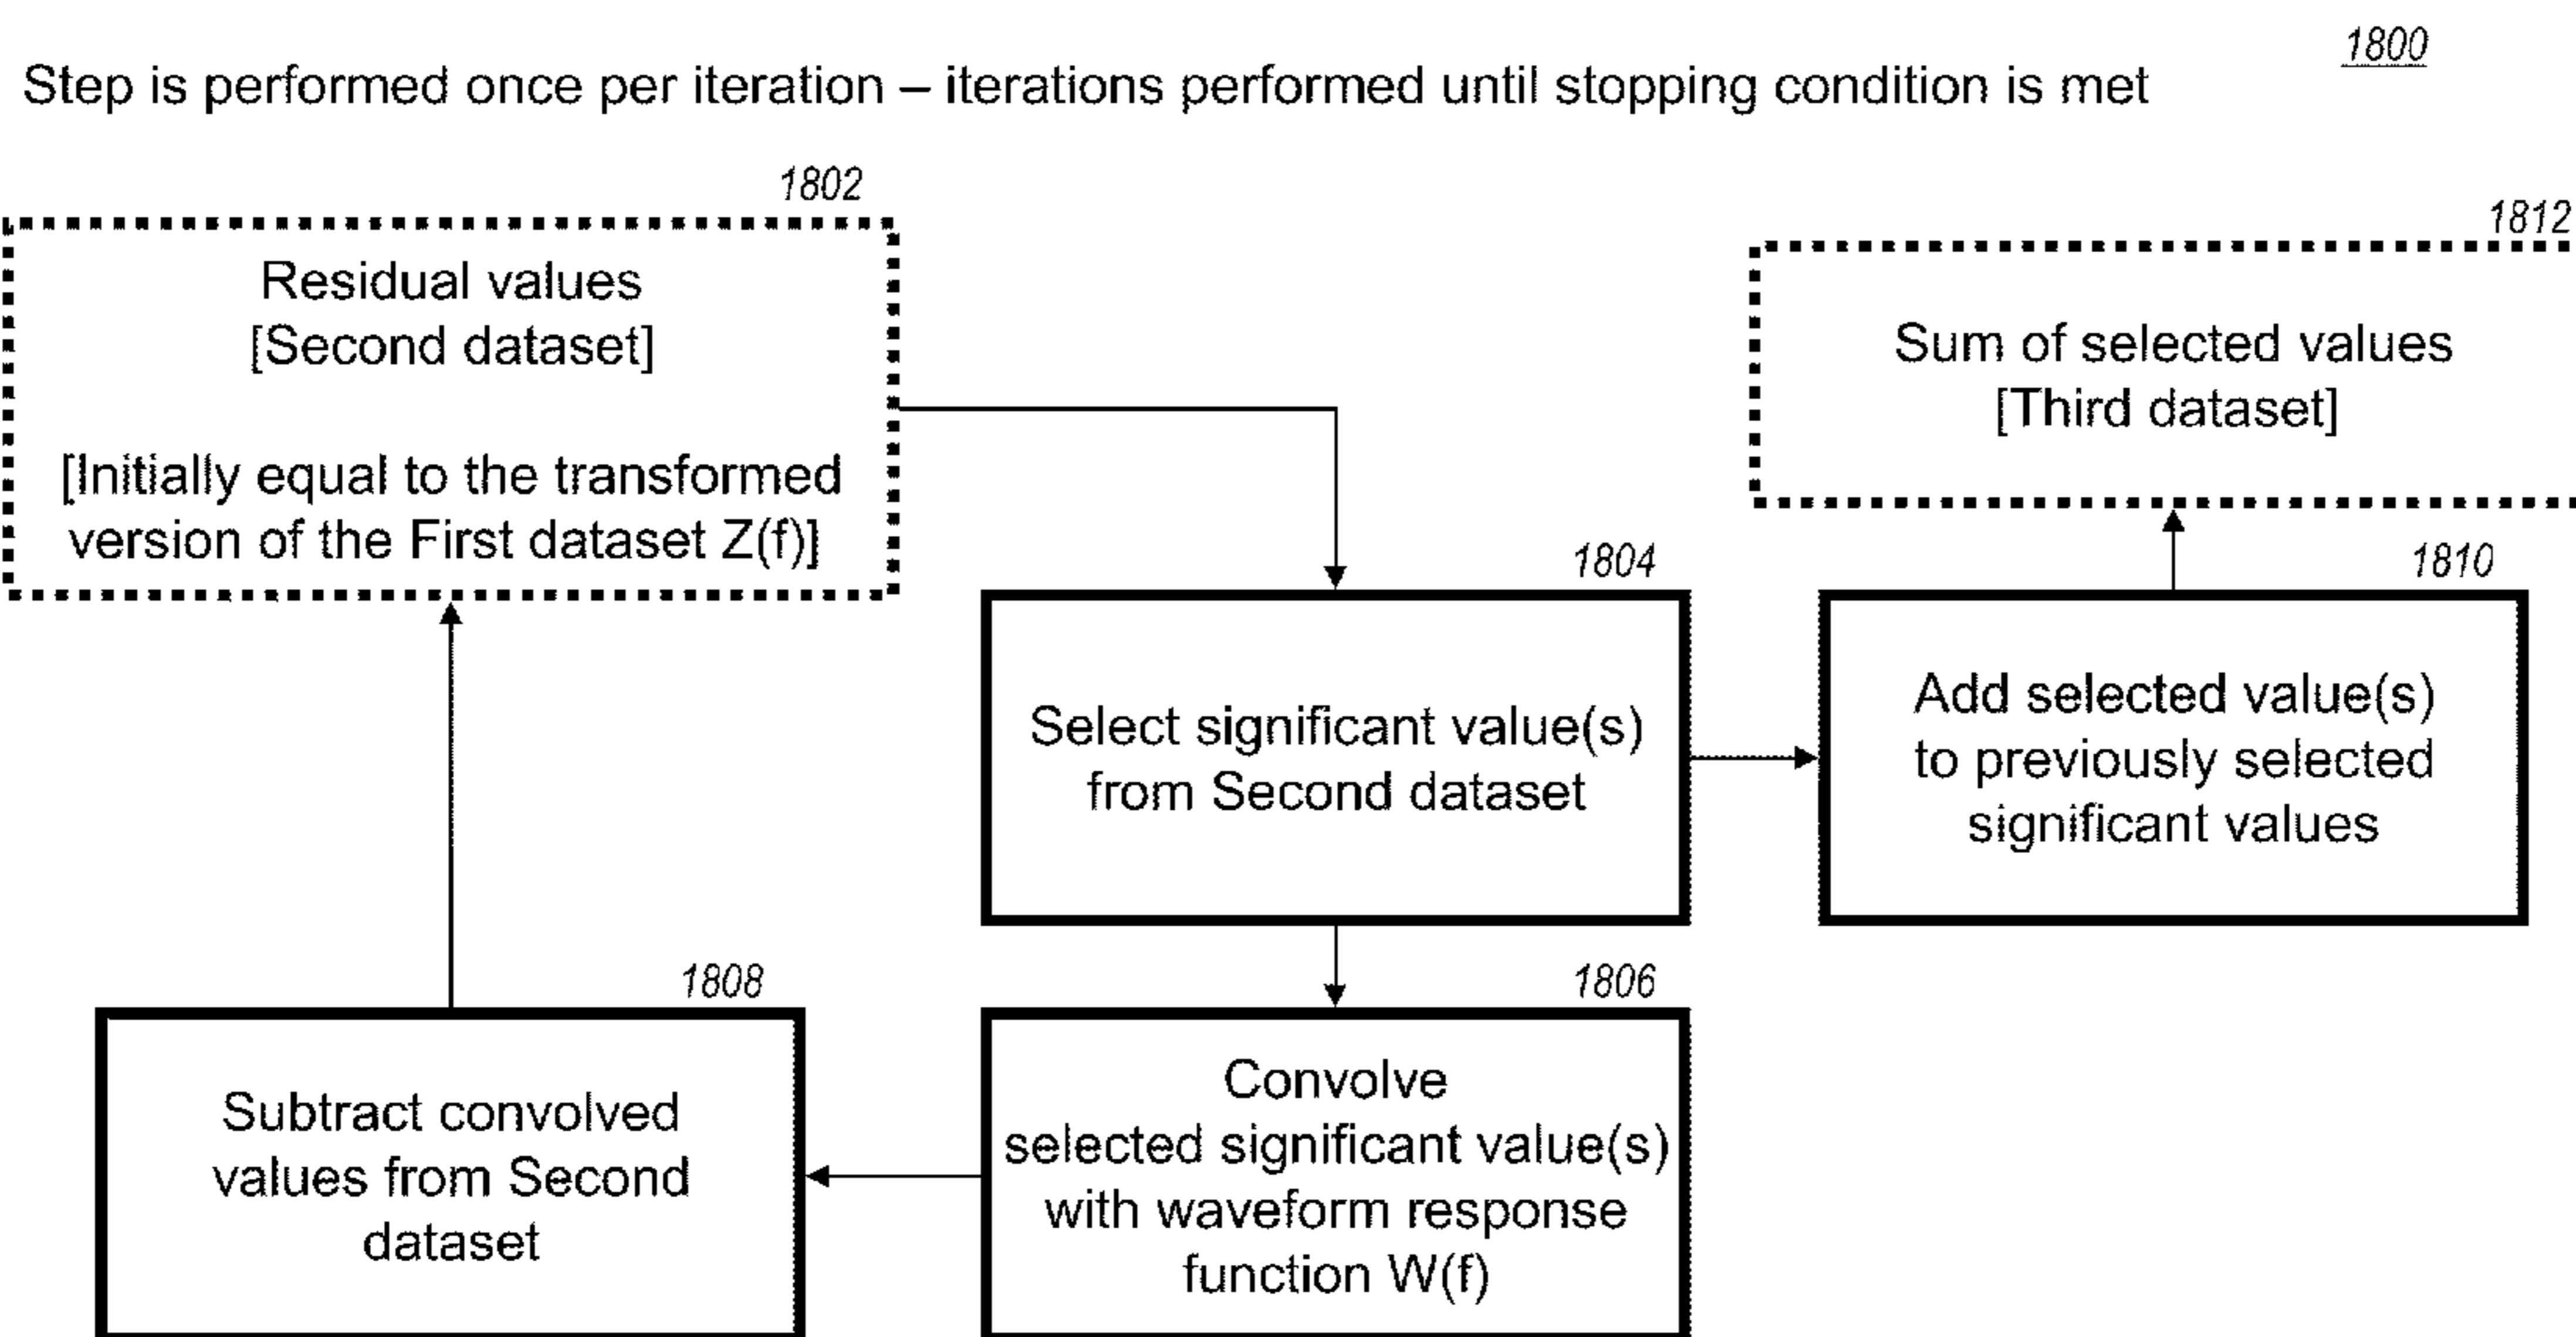 1800
Step is performed once per iteration – iterations performed until stopping condition is met
1802
Residual values
[Second dataset]
[Initially equal to the transformed
version of the First dataset Z(f)]
1812
Sum of selected values
[Third dataset]
1804
Select significant value(s)
from Second dataset
1810
Add selected value(s)
to previously selected
significant values
1808
Subtract convolved
values from Second
dataset
1806
Convolve
selected significant value(s)
with waveform response
function W(f)